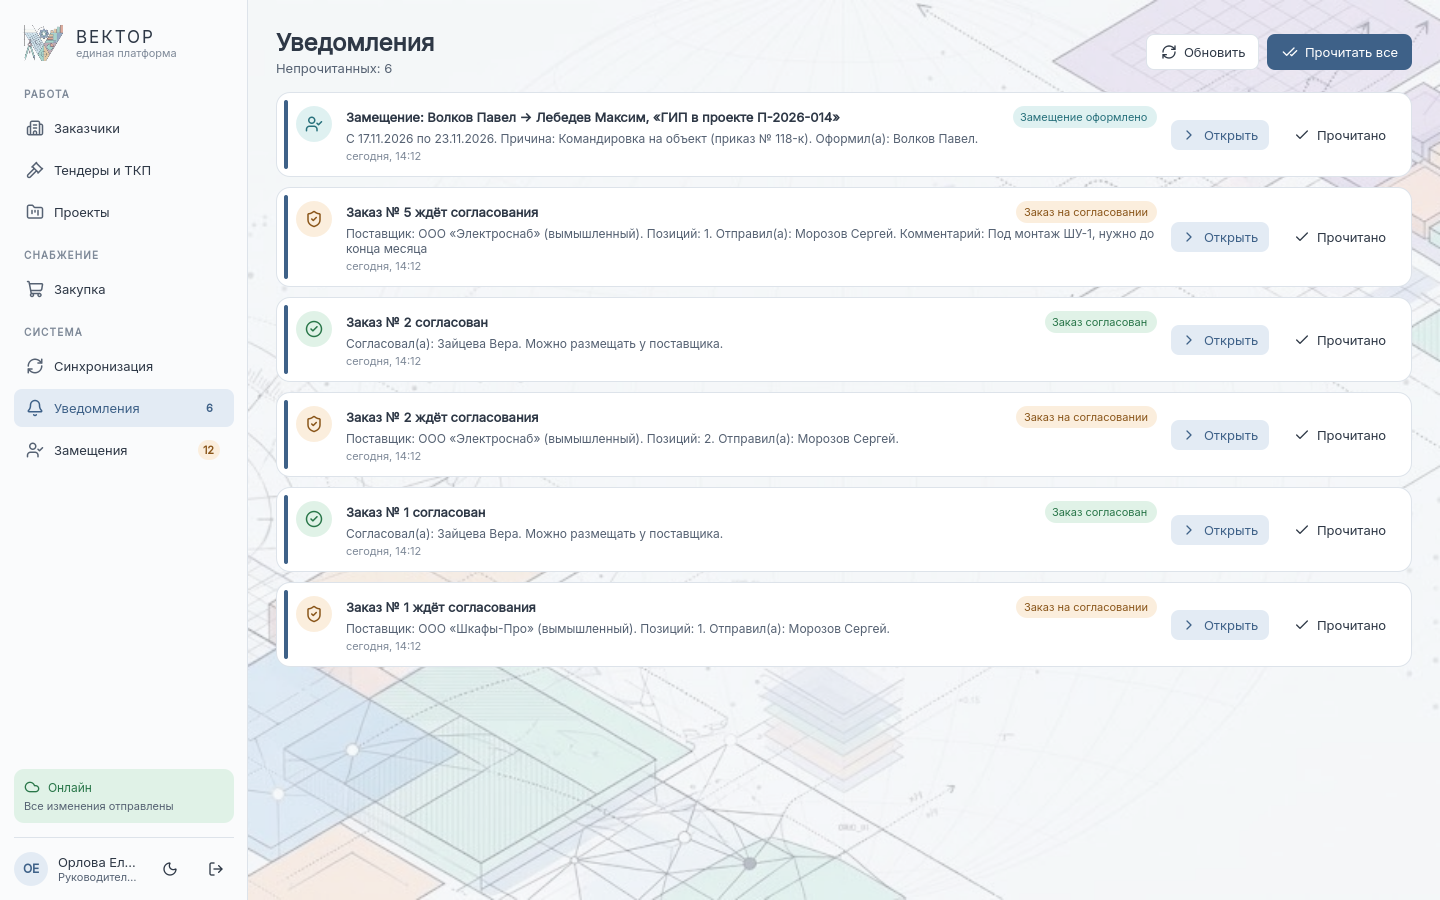 ВЕКТОР
единая платформа
РАБОТА
Заказчики
Тендеры и ТКП
Проекты
СНАБЖЕНИЕ
Закупка
СИСТЕМА
Синхронизация
Уведомления 6
Замещения 12
Онлайн
Все изменения отправлены
ОЕ
Орлова Ел...
Руководител...
Уведомления
Непрочитанных: 6
Обновить
Прочитать все
Замещение: Волков Павел → Лебедев Максим, «ГИП в проекте П-2026-014»
Замещение оформлено
С 17.11.2026 по 23.11.2026. Причина: Командировка на объект (приказ № 118-к). Оформил(а): Волков Павел.
сегодня, 14:12
Открыть
Прочитано
Заказ № 5 ждёт согласования
Заказ на согласовании
Поставщик: ООО «Электроснаб» (вымышленный). Позиций: 1. Отправил(а): Морозов Сергей. Комментарий: Под монтаж ШУ-1, нужно до
конца месяца
сегодня, 14:12
Открыть
Прочитано
Заказ № 2 согласован
Заказ согласован
Согласовал(а): Зайцева Вера. Можно размещать у поставщика.
сегодня, 14:12
Открыть
Прочитано
Заказ № 2 ждёт согласования
Заказ на согласовании
Поставщик: ООО «Электроснаб» (вымышленный). Позиций: 2. Отправил(а): Морозов Сергей.
сегодня, 14:12
Открыть
Прочитано
Заказ № 1 согласован
Заказ согласован
Согласовал(а): Зайцева Вера. Можно размещать у поставщика.
сегодня, 14:12
Открыть
Прочитано
Заказ № 1 ждёт согласования
Заказ на согласовании
Поставщик: ООО «Шкафы-Про» (вымышленный). Позиций: 1. Отправил(а): Морозов Сергей.
сегодня, 14:12
Открыть
Прочитано